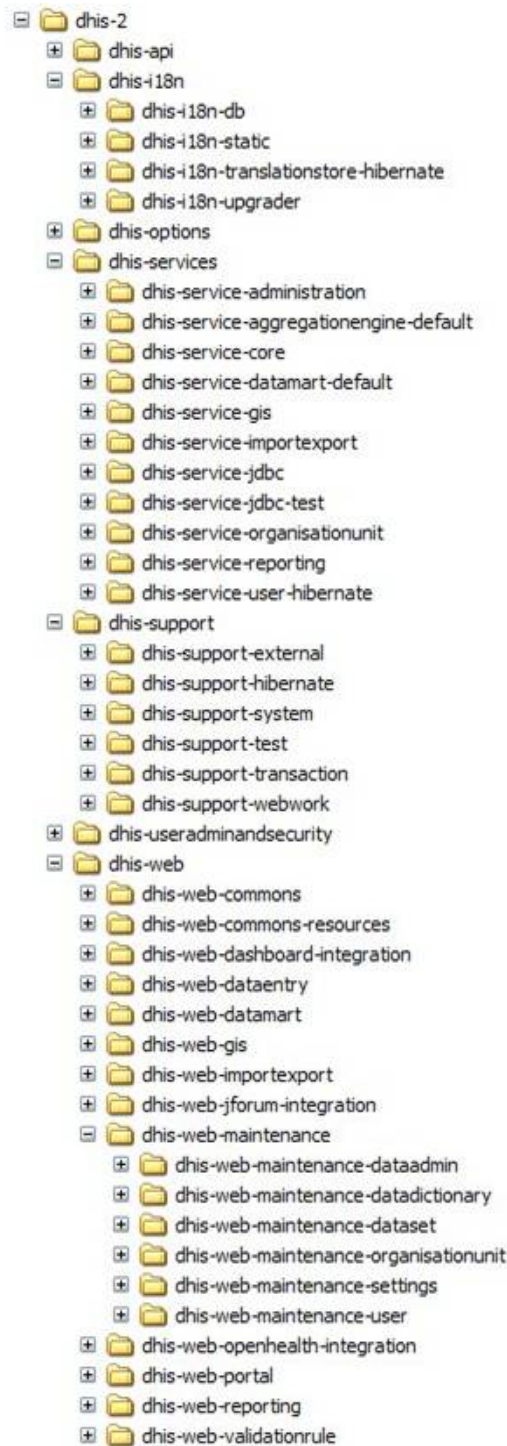 dhis-2
dhis-api
dhis-i18n
dhis-i18n-db
dhis-i18n-static
dhis-i18n-translationstore-hibernate
dhis-i18n-upgrader
dhis-options
dhis-services
dhis-service-administration
dhis-service-aggregationengine-default
dhis-service-core
dhis-service-datamart-default
dhis-service-gis
dhis-service-importexport
dhis-service-jdbc
dhis-service-jdbc-test
dhis-service-organisationunit
dhis-service-reporting
dhis-service-user-hibernate
dhis-support
dhis-support-external
dhis-support-hibernate
dhis-support-system
dhis-support-test
dhis-support-transaction
dhis-support-webwork
dhis-useradminandsecurity
dhis-web
dhis-web-commons
dhis-web-commons-resources
dhis-web-dashboard-integration
dhis-web-dataentry
dhis-web-datamart
dhis-web-gis
dhis-web-importexport
dhis-web-jforum-integration
dhis-web-maintenance
dhis-web-maintenance-dataadmin
dhis-web-maintenance-datadictionary
dhis-web-maintenance-dataset
dhis-web-maintenance-organisationunit
dhis-web-maintenance-settings
dhis-web-maintenance-user
dhis-web-openhealth-integration
dhis-web-portal
dhis-web-reporting
dhis-web-validationrule